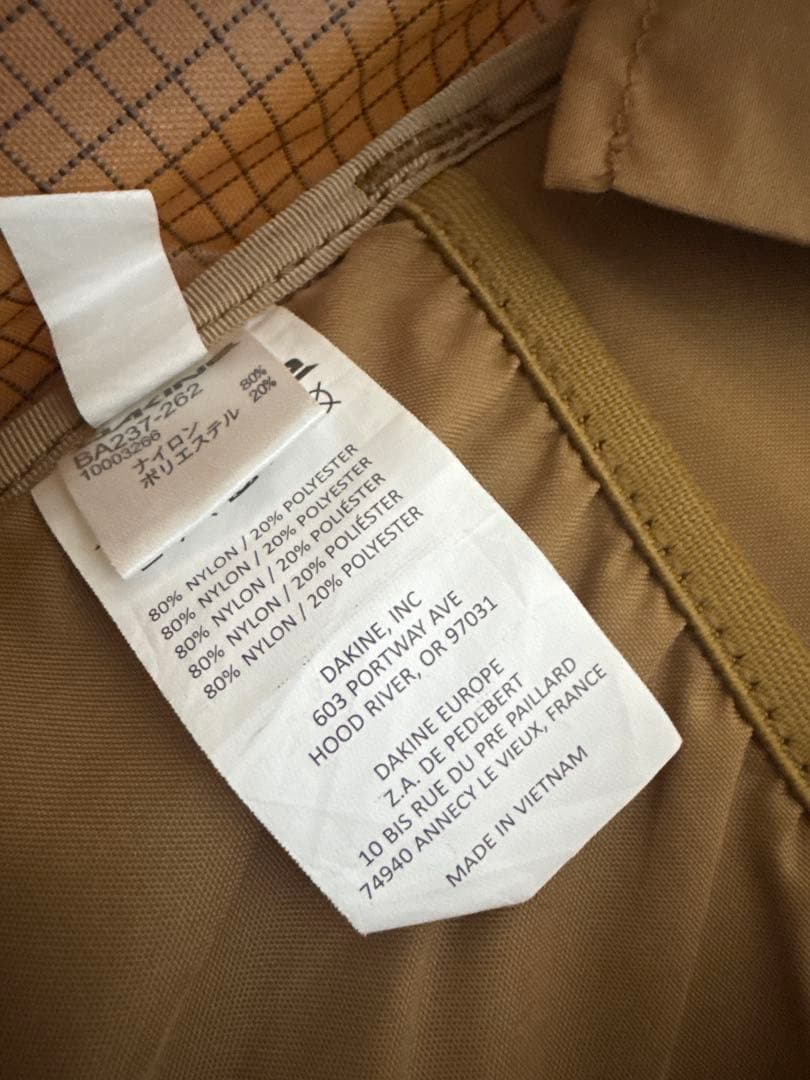 BA237-262
10003266
ナイロン 80%
ポリエステル 20%
80% NYLON / 20% POLYESTER
80% NYLON / 20% POLYESTER
80% NYLON / 20% POLIÉSTER
80% NYLON / 20% POLIÉSTER
80% NYLON / 20% POLYESTER
DAKINE, INC
603 PORTWAY AVE
HOOD RIVER, OR 97031
DAKINE EUROPE
Z.A. DE PEDEBERT
10 BIS RUE DU PRE PAILLARD
74940 ANNECY LE VIEUX, FRANCE
MADE IN VIETNAM